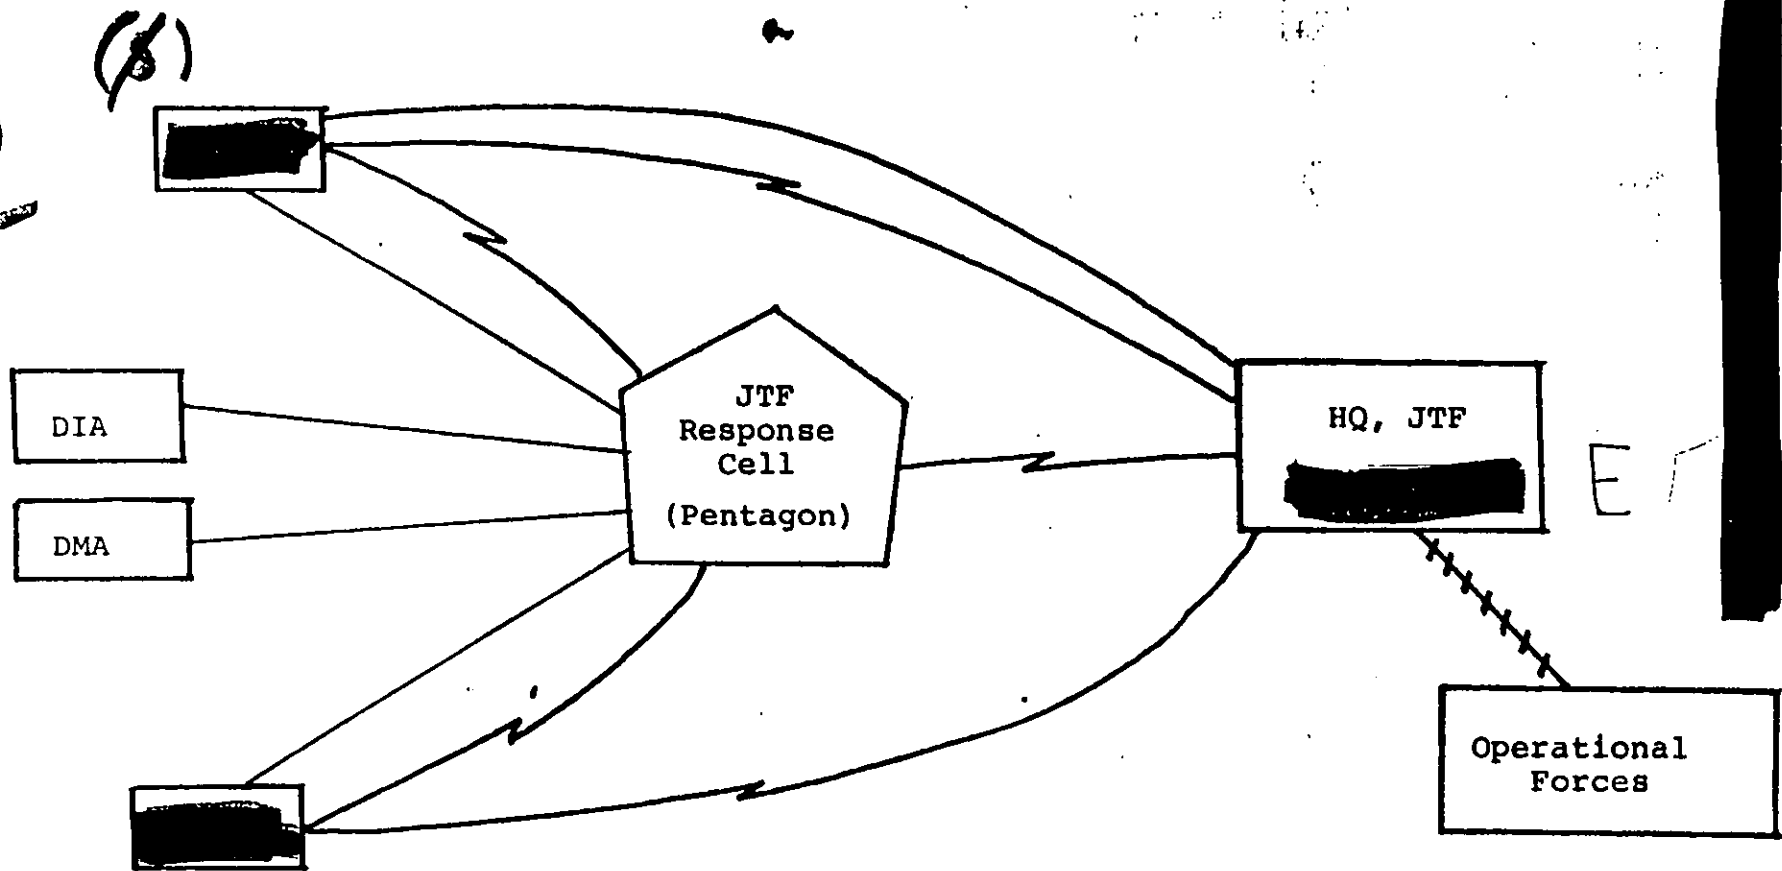 DIA
DMA
JTF
Response
Cell
(Pentagon)
HQ, JTF
E
Operational
Forces